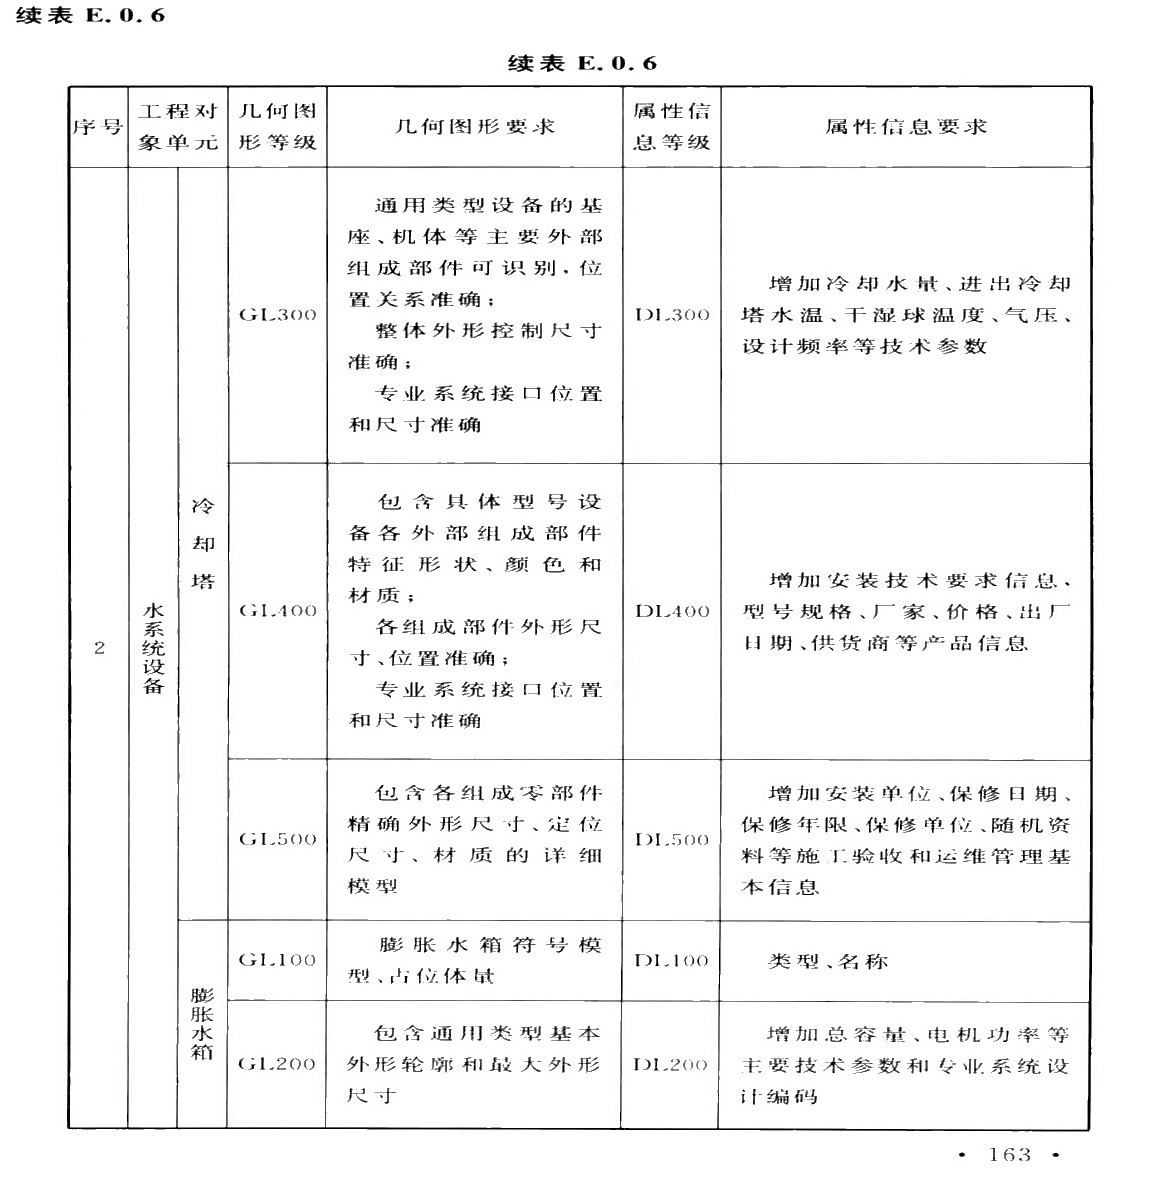 续表 E.0.6
续表 E.0.6
序号
工程对
象单元
几何图
形等级
几何图形要求
属性信
息等级
属性信息要求
2
水系统设备
冷却塔
GL300
通用类型设备的基
座、机体等主要外部
组成部件可识别,位
置关系准确;
整体外形控制尺寸
准确;
专业系统接口位置
和尺寸准确
DL300
增加冷却水量、进出冷却
塔水温、干湿球温度、气压、
设计频率等技术参数
GL400
包含具体型号设
备各外部组成部件
特征形状、颜色和
材质;
各组成部件外形尺
寸、位置准确;
专业系统接口位置
和尺寸准确
DL400
增加安装技术要求信息,
型号规格、厂家、价格、出厂
日期、供货商等产品信息
GL500
包含各组成零部件
精确外形尺寸、定位
尺寸、材质的详细
模型
DL500
增加安装单位、保修日期、
保修年限、保修单位、随机资
料等施工验收和运维管理基
本信息
膨胀水箱
GL100
膨胀水箱符号模
型、占位体量
DL100
类型、名称
GL200
包含通用类型基本
外形轮廓和最大外形
尺寸
DL200
增加总容量、电机功率等
主要技术参数和专业系统设
计编码
· 163 ·